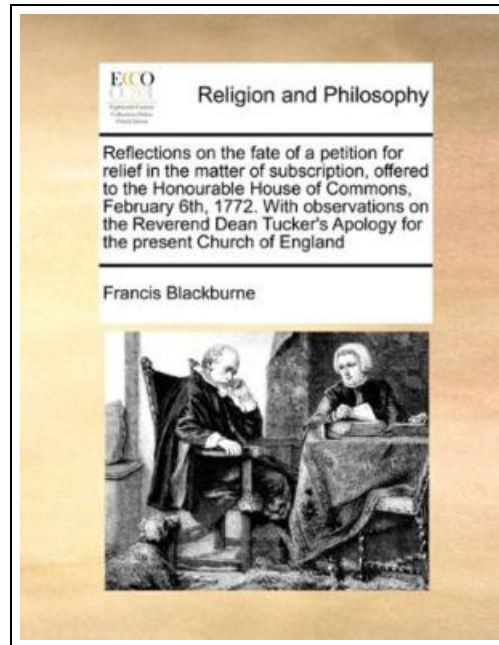 ECCO
Religion and Philosophy
Reflections on the fate of a petition for
relief in the matter of subscription, offered
to the Honourable House of Commons,
February 6th, 1772. With observations on
the Reverend Dean Tucker's Apology for
the present Church of England
Francis Blackburne